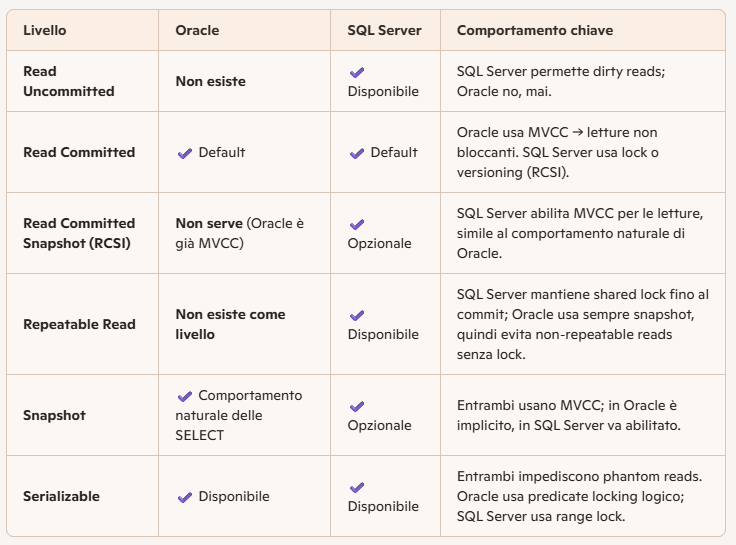 Livello Oracle SQL Server Comportamento chiave
Read
Uncommitted
Non esiste
✓
Disponibile
SQL Server permette dirty reads;
Oracle no, mai.
Read Committed
✓ Default
✓ Default
Oracle usa MVCC → letture non
bloccanti. SQL Server usa lock o
versioning (RCSI).
Read Committed
Snapshot (RCSI)
Non serve (Oracle è
già MVCC)
✓
Opzionale
SQL Server abilita MVCC per le letture,
simile al comportamento naturale di
Oracle.
Repeatable Read
Non esiste come
livello
✓
Disponibile
SQL Server mantiene shared lock fino al
commit; Oracle usa sempre snapshot,
quindi evita non-repeatable reads
senza lock.
Snapshot
✓ Comportamento
naturale delle
SELECT
✓
Opzionale
Entrambi usano MVCC; in Oracle è
implicito, in SQL Server va abilitato.
Serializable
✓ Disponibile
✓
Disponibile
Entrambi impediscono phantom reads.
Oracle usa predicate locking logico;
SQL Server usa range lock.